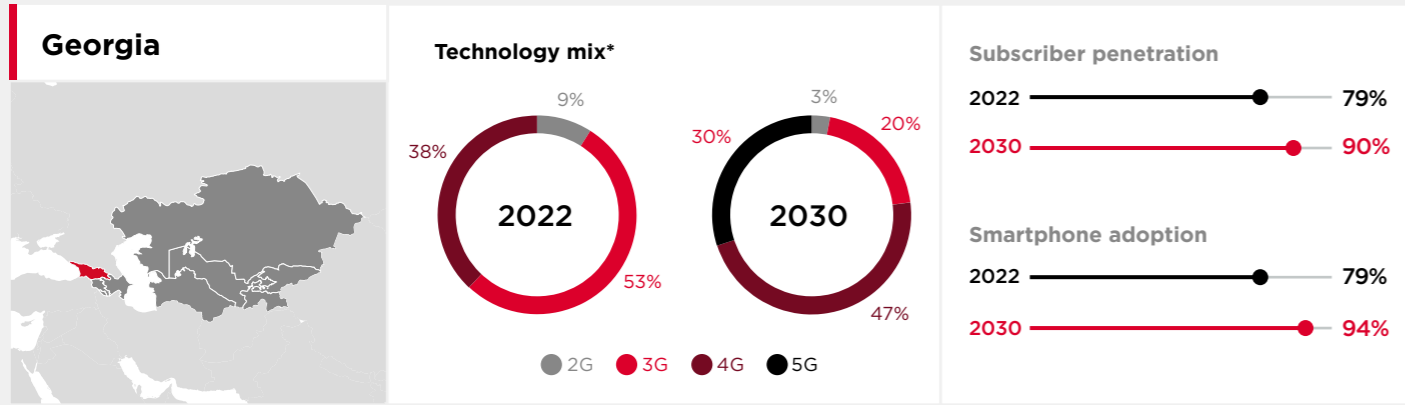 Georgia
Technology mix*
9%
38%
2022
53%
3%
20%
30%
2030
47%
2G 3G 4G 5G
Subscriber penetration
2022 79%
2030 90%
Smartphone adoption
2022 79%
2030 94%